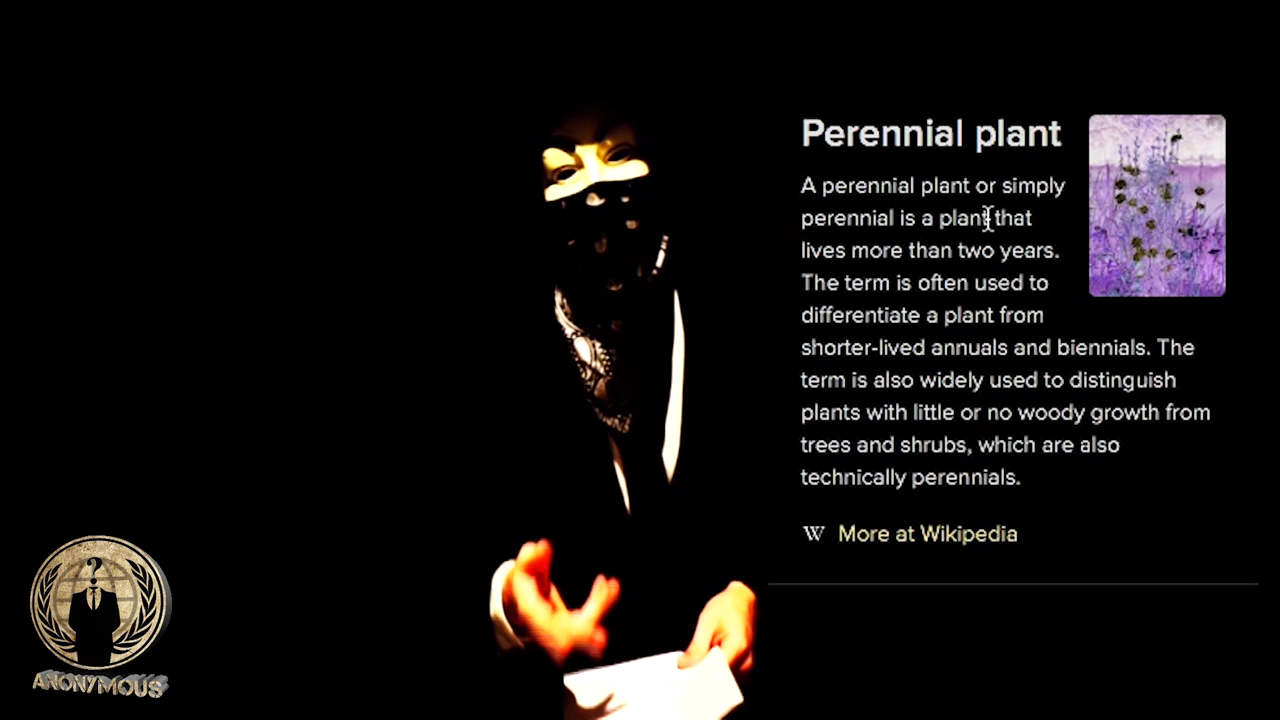 Perennial plant
A perennial plant or simply
perennial is a plant that
lives more than two years.
The term is often used to
differentiate a plant from
shorter-lived annuals and biennials. The
term is also widely used to distinguish
plants with little or no woody growth from
trees and shrubs, which are also
technically perennials.
W More at Wikipedia
?
ANONYMOUS